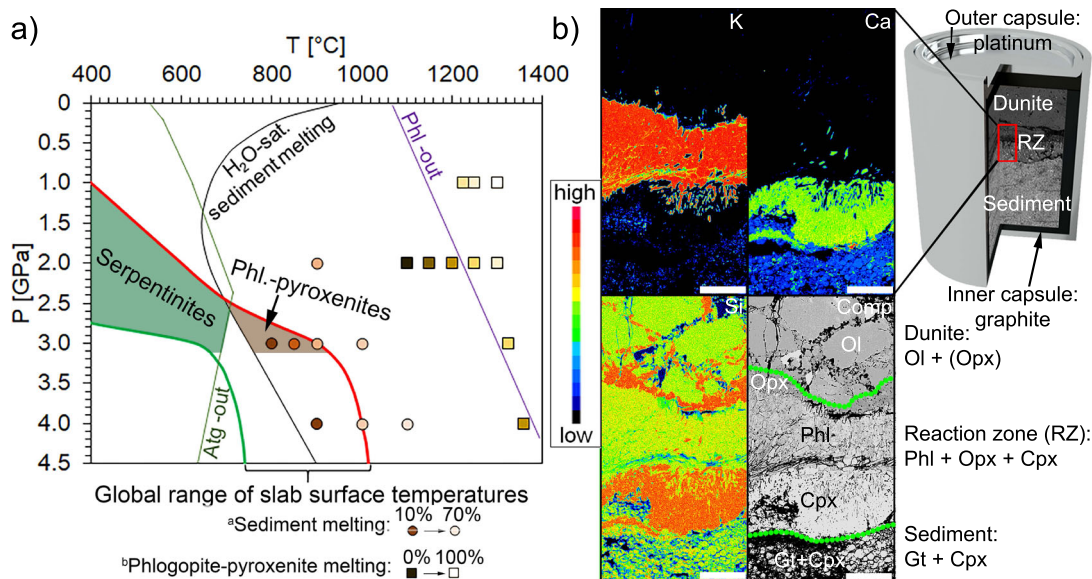 a)
T [°C]
400 600 800 1000 1200 1400
P [GPa]
0
0.5
1.0
1.5
2.0
2.5
3.0
3.5
4.0
4.5
H2O-sat.
sediment melting
Phl -out
Serpentinites
Phl.-pyroxenites
Atg -out
Global range of slab surface temperatures
aSediment melting: 10% → 70%
bPhlogopite-pyroxenite melting: 0% → 100%
b)
K
Ca
high
low
Si
Comp
Ol
Opx
Phl
Cpx
Gt+Cpx
Outer capsule:
platinum
Dunite
RZ
Sediment
Inner capsule:
graphite
Dunite:
Ol + (Opx)
Reaction zone (RZ):
Phl + Opx + Cpx
Sediment:
Gt + Cpx